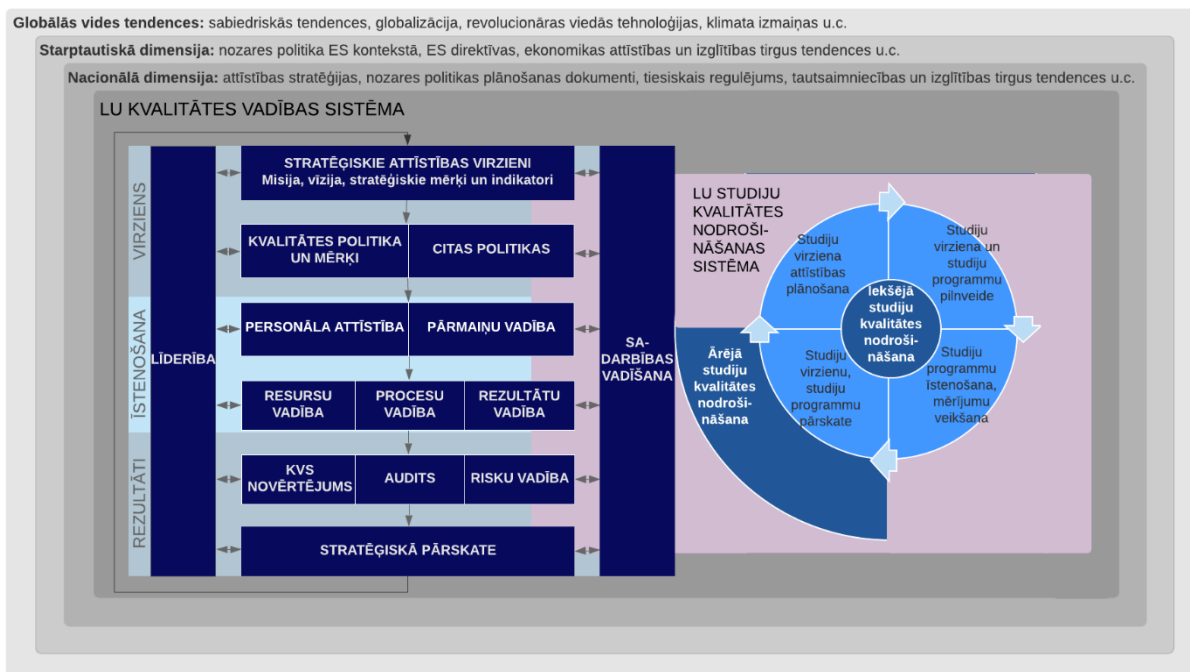 Globālās vides tendences: sabiedriskās tendences, globalizācija, revolucionāras viedās tehnoloģijas, klimata izmaiņas u.c.
Starptautiskā dimensija: nozares politika ES kontekstā, ES direktīvas, ekonomikas attīstības un izglītības tirgus tendences u.c.
Nacionālā dimensija: attīstības stratēģijas, nozares politikas plānošanas dokumenti, tiesiskais regulējums, tautsaimniecības un izglītības tirgus tendences u.c.
LU KVALITĀTES VADĪBAS SISTĒMA
VIRZIENS
ĪSTENOŠANA
REZULTĀTI
LĪDERĪBA
STRATĒĢISKIE ATTĪSTĪBAS VIRZIENI
Misija, vīzija, stratēģiskie mērķi un indikatori
KVALITĀTES POLITIKA
UN MĒRĶI
CITAS POLITIKAS
PERSONĀLA ATTĪSTĪBA
PĀRMAIŅU VADĪBA
RESURSU
VADĪBA
PROCESU
VADĪBA
REZULTĀTU
VADĪBA
KVS
NOVĒRTĒJUMS
AUDITS
RISKU VADĪBA
STRATĒĢISKĀ PĀRSKATE
SA-
DARBĪBAS
VADĪŠANA
LU STUDIJU
KVALITĀTES
NODROŠI-
NĀŠANAS
SISTĒMA
Studiju
virziena
attīstības
plānošana
Studiju
virziena un
studiju
programmu
pilnveide
Iekšējā
studiju
kvalitātes
nodroši-
nāšana
Ārējā
studiju
kvalitātes
nodroši-
nāšana
Studiju
virzienu,
studiju
programmu
pārskate
Studiju
programmu
īstenošana,
mērījumu
veikšana